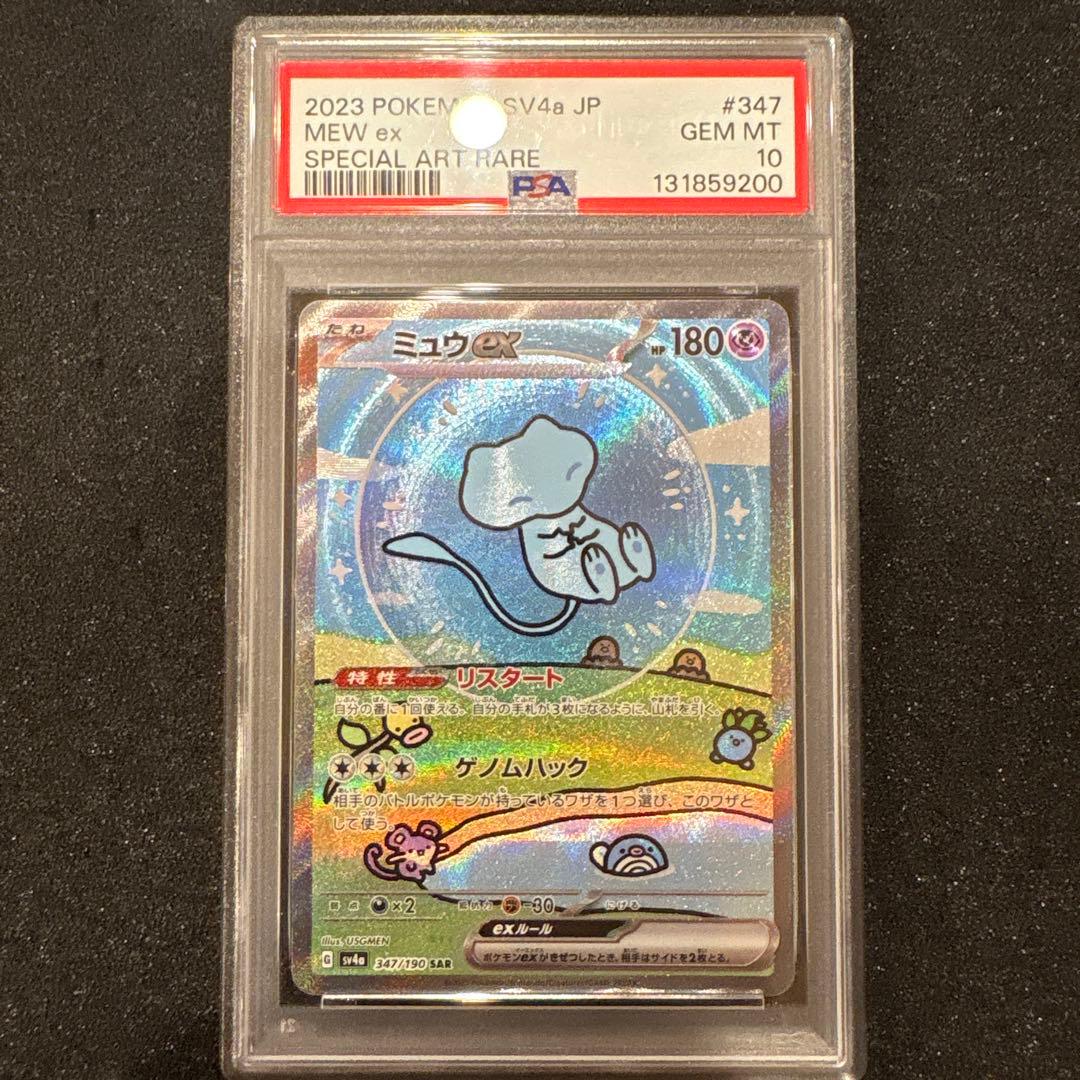 2023 POKEM SV4a JP #347
MEW ex GEM MT
SPECIAL ART RARE 10
PSA 131859200
たね ミュウex HP 180
特性 リスタート
自分の番に1回使える。自分の手札が3枚になるように、山札を引く。
ゲノムハック
相手のバトルポケモンが持っているワザを1つ選び、このワザと
して使う。
×2 抵抗力 -30 にげる
exルール
ポケモンexがきぜつしたとき、相手はサイドを2枚とる。
Illus. USGMEN
G sv4a 347/190 SAR